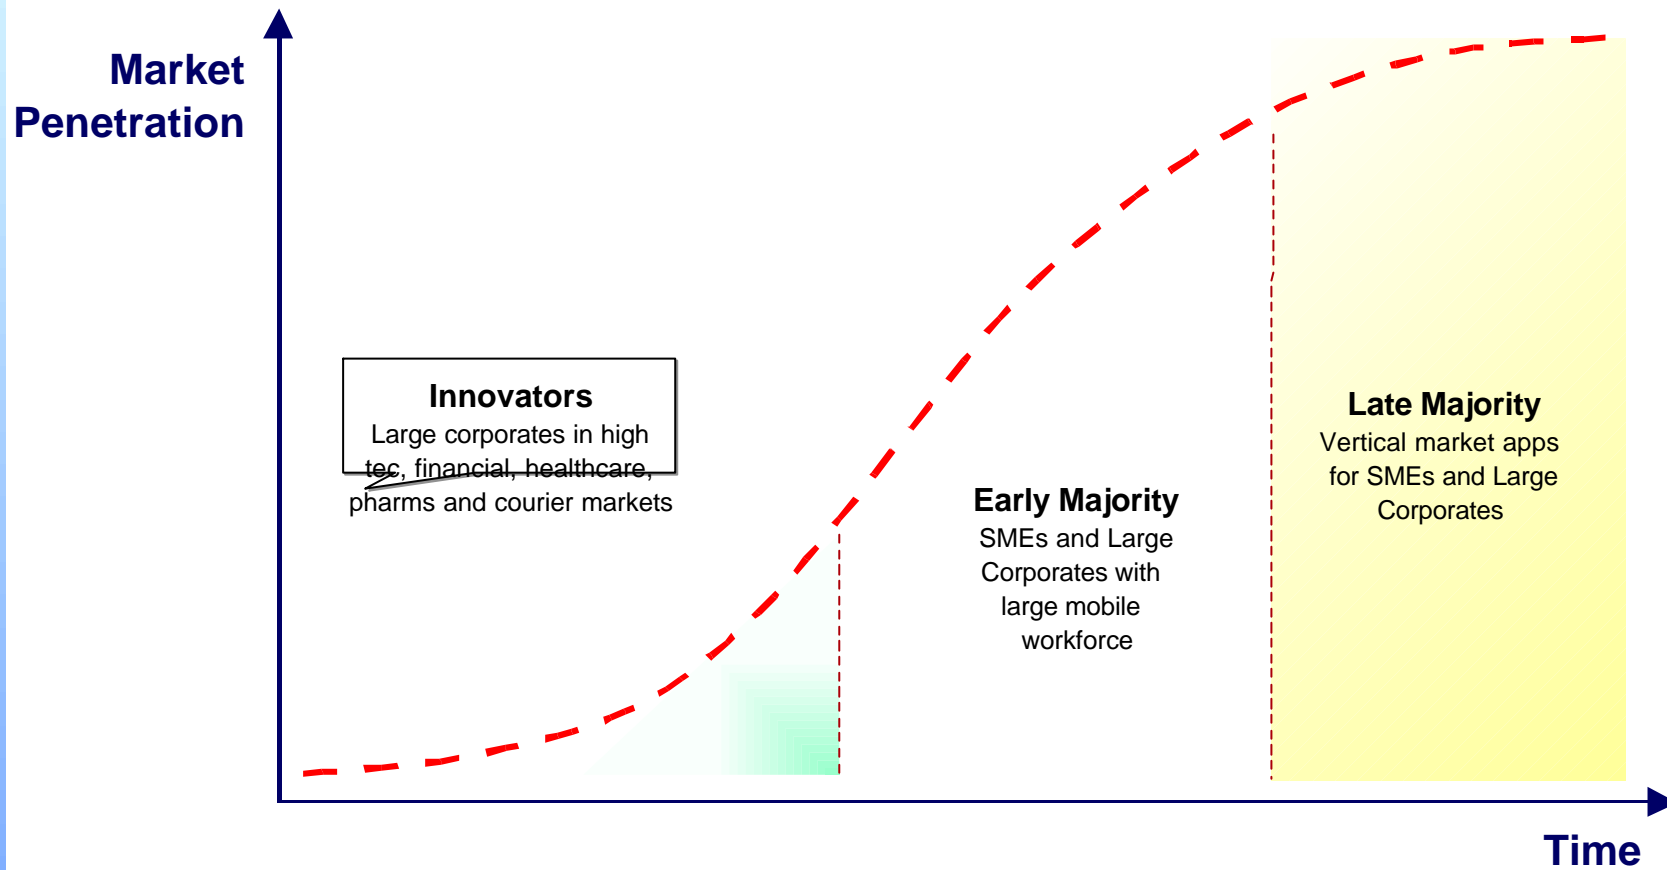 Market
Penetration
Innovators
Large corporates in high
tec, financial, healthcare,
pharms and courier markets
Early Majority
SMEs and Large
Corporates with
large mobile
workforce
Late Majority
Vertical market apps
for SMEs and Large
Corporates
Time